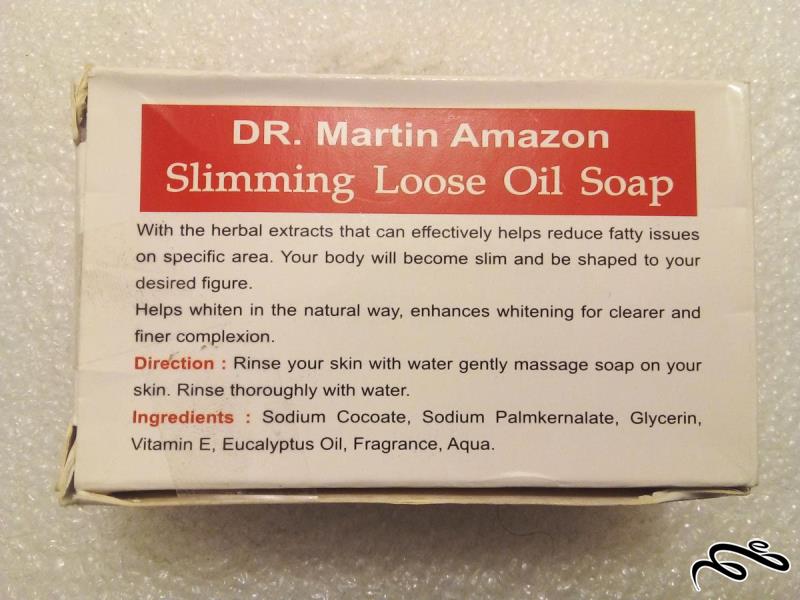 DR. Martin Amazon
Slimming Loose Oil Soap
With the herbal extracts that can effectively helps reduce fatty issues
on specific area. Your body will become slim and be shaped to your
desired figure.
Helps whiten in the natural way, enhances whitening for clearer and
finer complexion.
Direction : Rinse your skin with water gently massage soap on your
skin. Rinse thoroughly with water.
Ingredients : Sodium Cocoate, Sodium Palmkernalate, Glycerin,
Vitamin E, Eucalyptus Oil, Fragrance, Aqua.